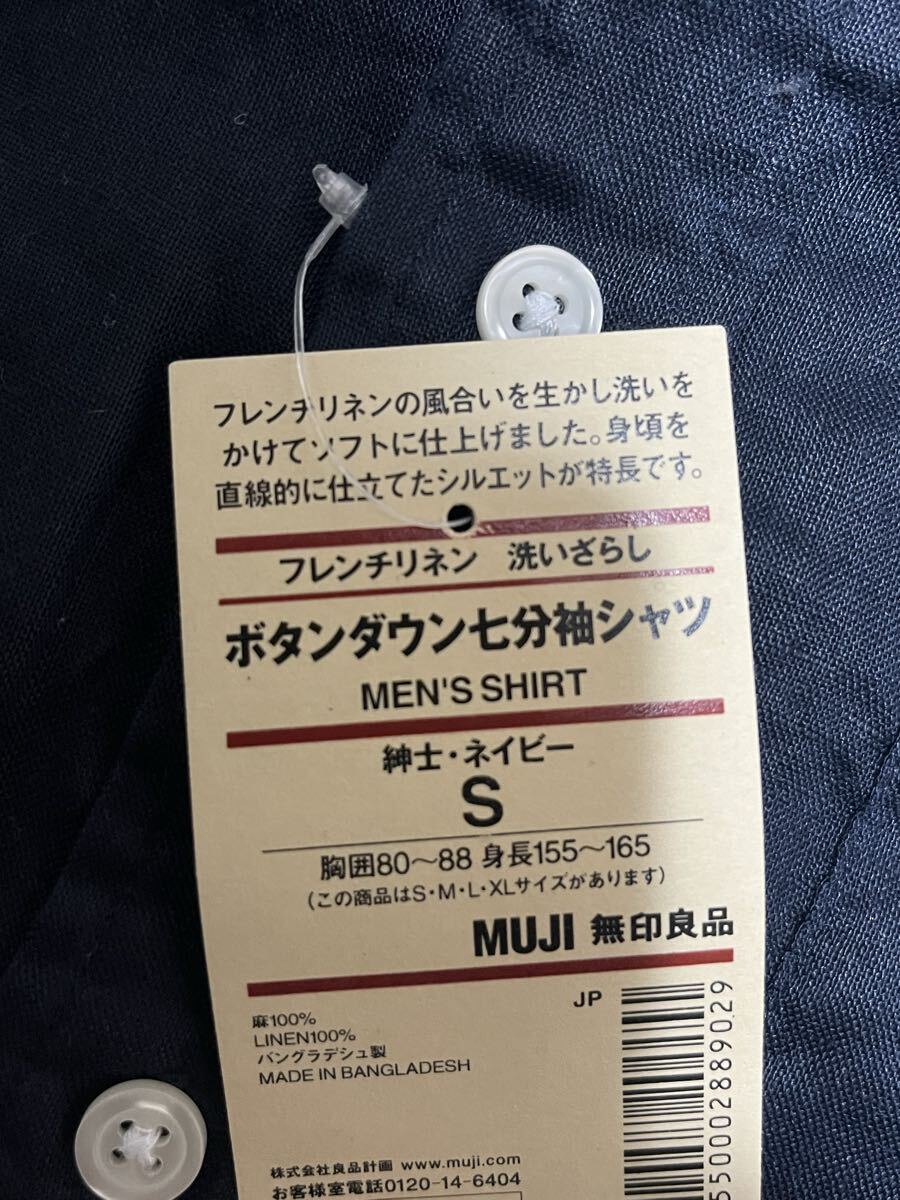 フレンチリネンの風合いを生かし洗いを
かけてソフトに仕上げました。身頃を
直線的に仕立てたシルエットが特長です。
フレンチリネン 洗いざらし
ボタンダウン七分袖シャツ
MEN'S SHIRT
紳士・ネイビー
S
胸囲80～88 身長155～165
(この商品はS・M・L・XLサイズがあります)
MUJI 無印良品
JP
麻100%
LINEN100%
バングラデシュ製
MADE IN BANGLADESH
株式会社良品計画 www.muji.com
お客様室電話0120-14-6404
550002889029